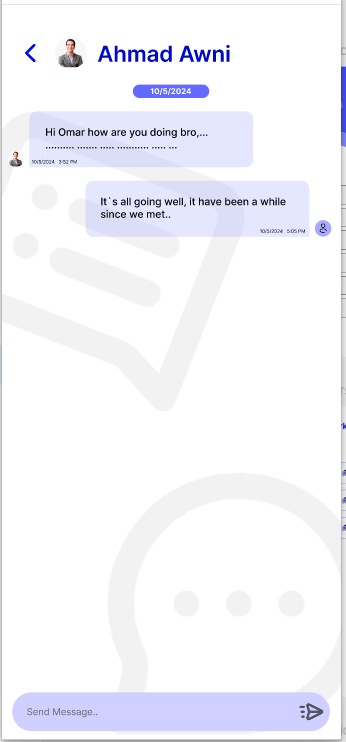 Ahmad Awni
10/5/2024
Hi Omar how are you doing bro,...
.......... ....... ..... ........... ..... ...
10/5/2024 3:52 PM
It`s all going well, it have been a while
since we met..
10/5/2024 5:05 PM
Send Message..